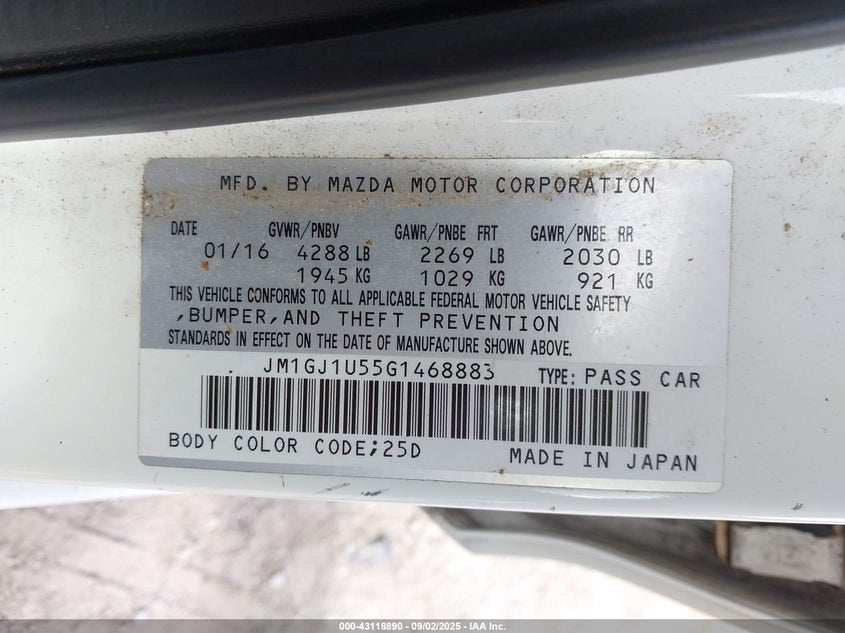 MFD. BY MAZDA MOTOR CORPORATION
DATE GVWR/PNBV GAWR/PNBE FRT GAWR/PNBE RR
01/16 4288 LB 2269 LB 2030 LB
1945 KG 1029 KG 921 KG
THIS VEHICLE CONFORMS TO ALL APPLICABLE FEDERAL MOTOR VEHICLE SAFETY
,BUMPER,AND THEFT PREVENTION
STANDARDS IN EFFECT ON THE DATE OF MANUFACTURE SHOWN ABOVE.
JM1GJ1U55G1468883 TYPE: PASS CAR
BODY COLOR CODE;25D
MADE IN JAPAN
000-43118890 - 09/02/2025 - IAA Inc.